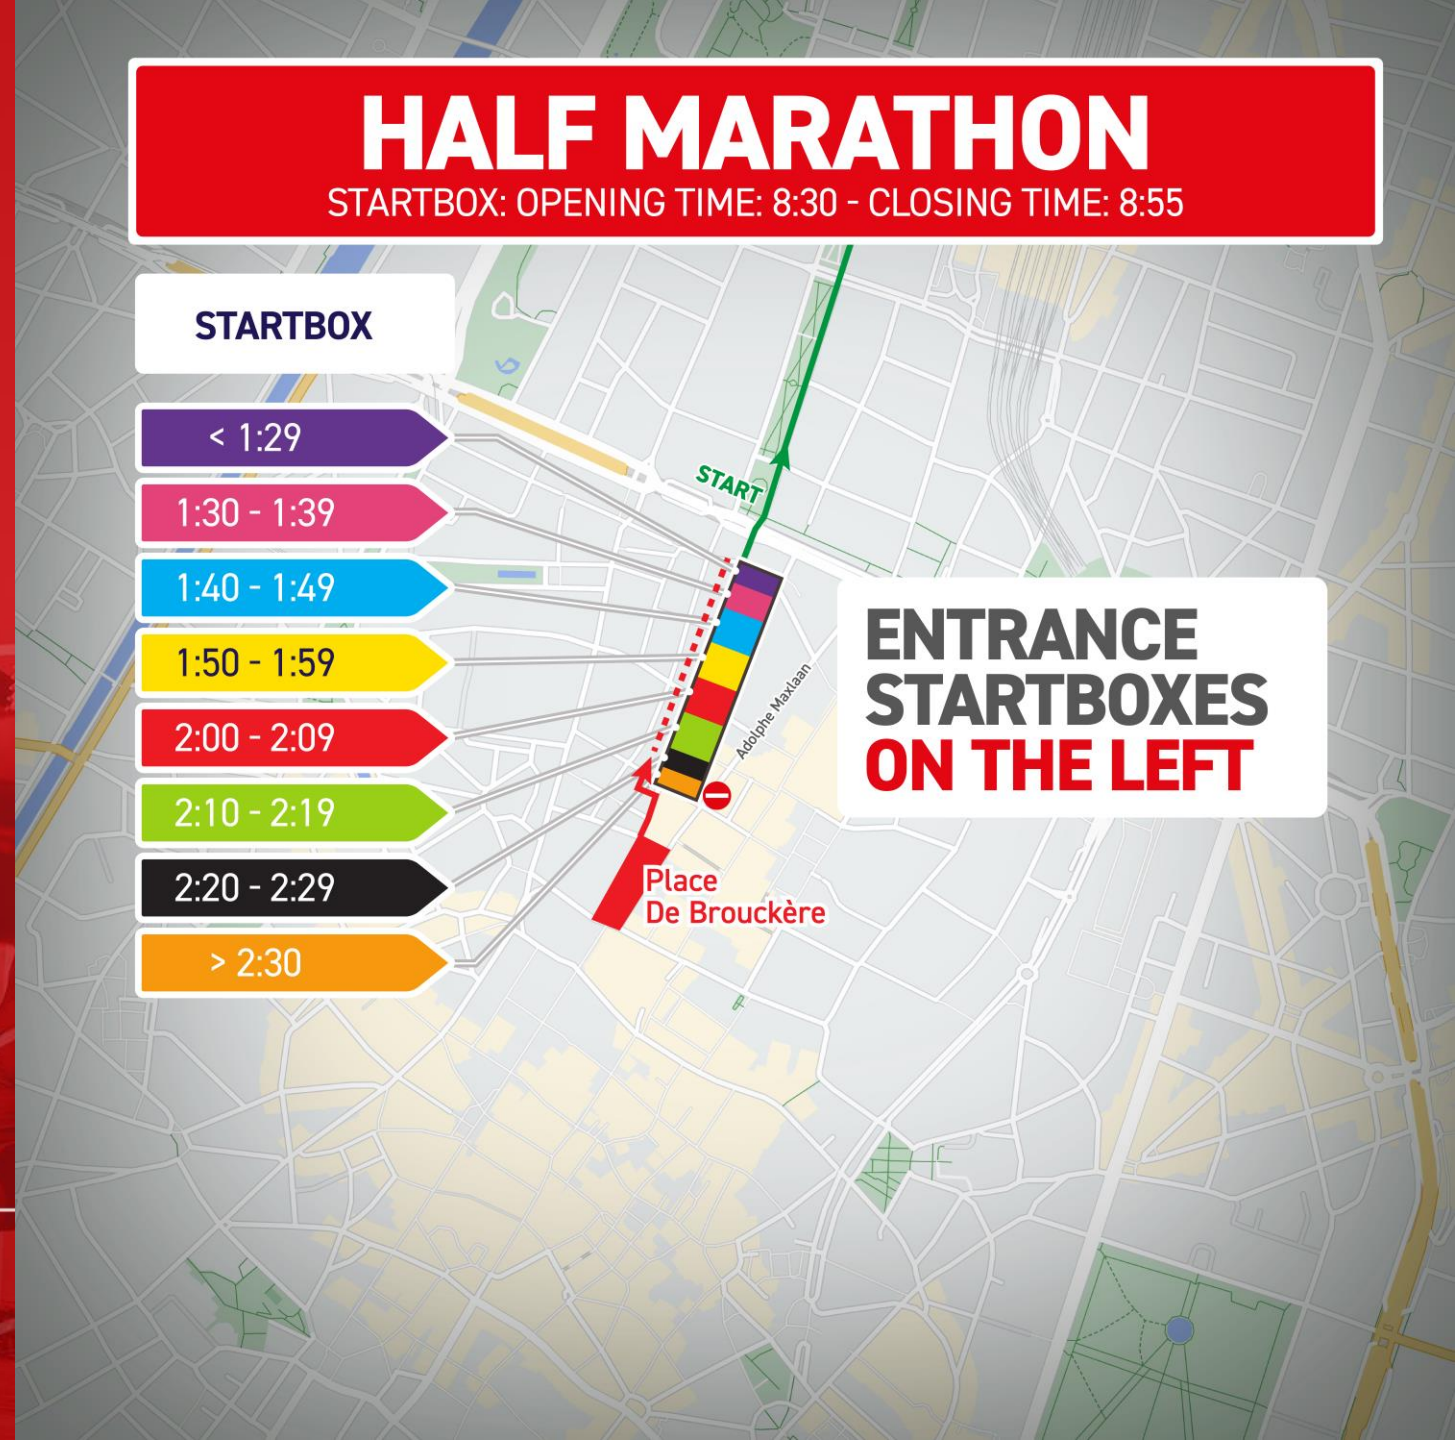 HALF MARATHON
STARTBOX: OPENING TIME: 8:30 - CLOSING TIME: 8:55
STARTBOX
< 1:29
1:30 - 1:39
1:40 - 1:49
1:50 - 1:59
2:00 - 2:09
2:10 - 2:19
2:20 - 2:29
> 2:30
START
Adolphe Maxlaan
ENTRANCE
STARTBOXES
ON THE LEFT
Place
De Brouckère